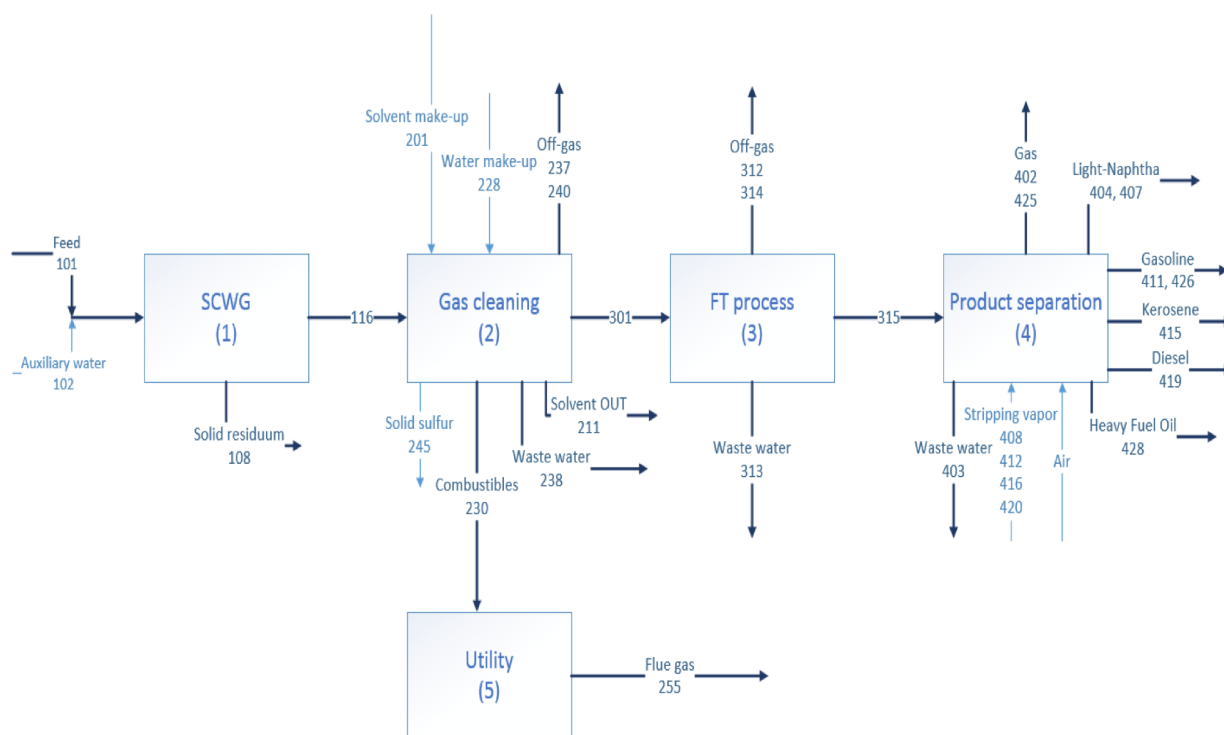 Solvent make-up
201
Water make-up
228
Off-gas
237
240
Off-gas
312
314
Gas
402
425
Light-Naphtha
404, 407
Feed
101
_Auxiliary water
102
SCWG
(1)
116
Gas cleaning
(2)
301
FT process
(3)
315
Product separation
(4)
Gasoline
411, 426
Kerosene
415
Diesel
419
Heavy Fuel Oil
428
Solid residuum
108
Solid sulfur
245
Combustibles
230
Waste water
238
Solvent OUT
211
Waste water
313
Waste water
403
Stripping vapor
408
412
416
420
Air
Utility
(5)
Flue gas
255